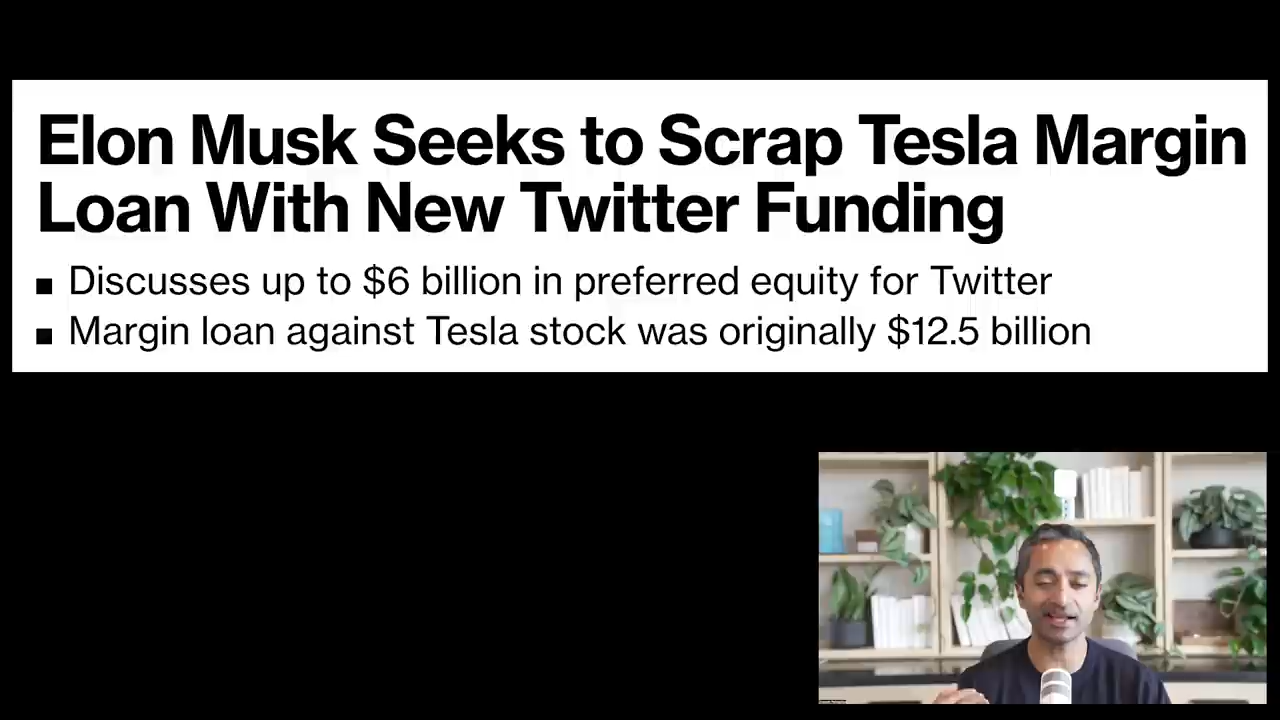 Elon Musk Seeks to Scrap Tesla Margin
Loan With New Twitter Funding
Discusses up to $6 billion in preferred equity for Twitter
Margin loan against Tesla stock was originally $12.5 billion